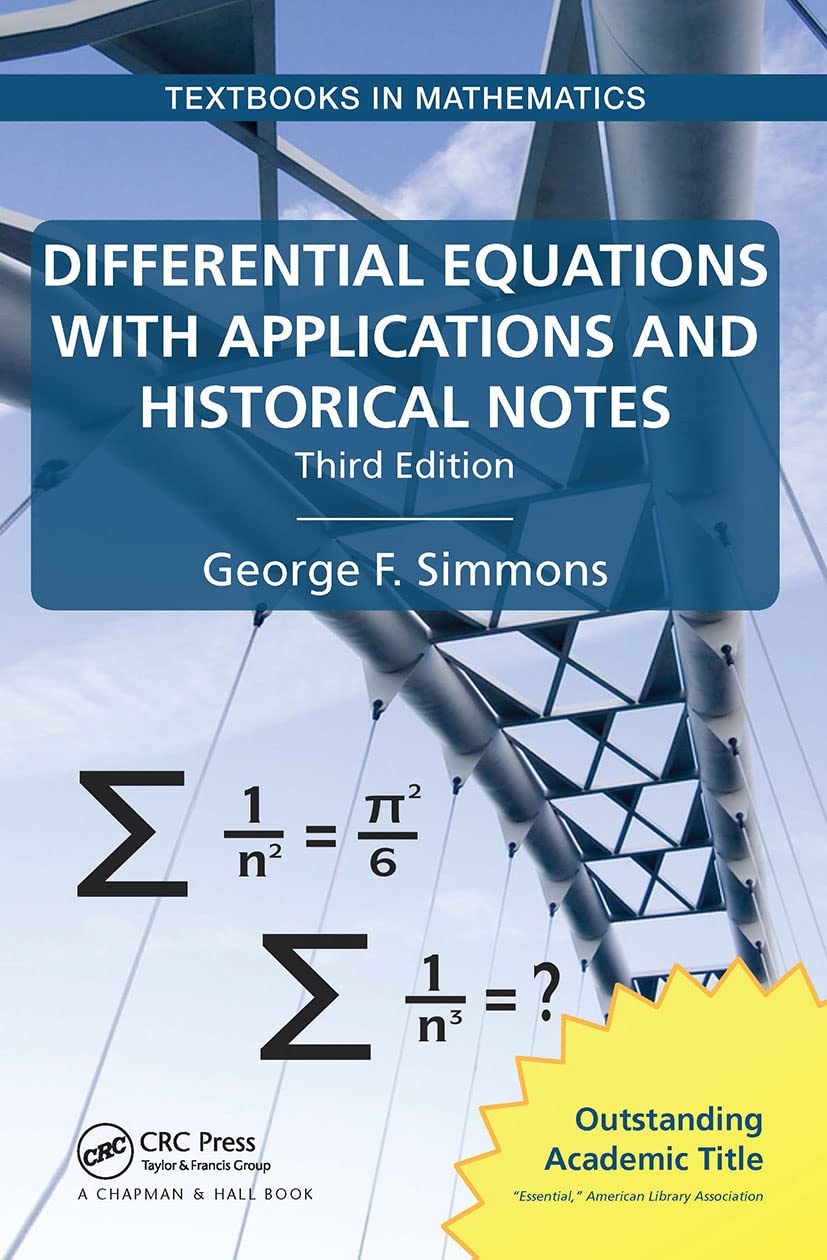 TEXTBOOKS IN MATHEMATICS
DIFFERENTIAL EQUATIONS
WITH APPLICATIONS AND
HISTORICAL NOTES
Third Edition
George F. Simmons
∑ 1/n² = π²/6
∑ 1/n³ = ?
CRC CRC Press
Taylor & Francis Group
A CHAPMAN & HALL BOOK
Outstanding
Academic Title
“Essential,” American Library Association